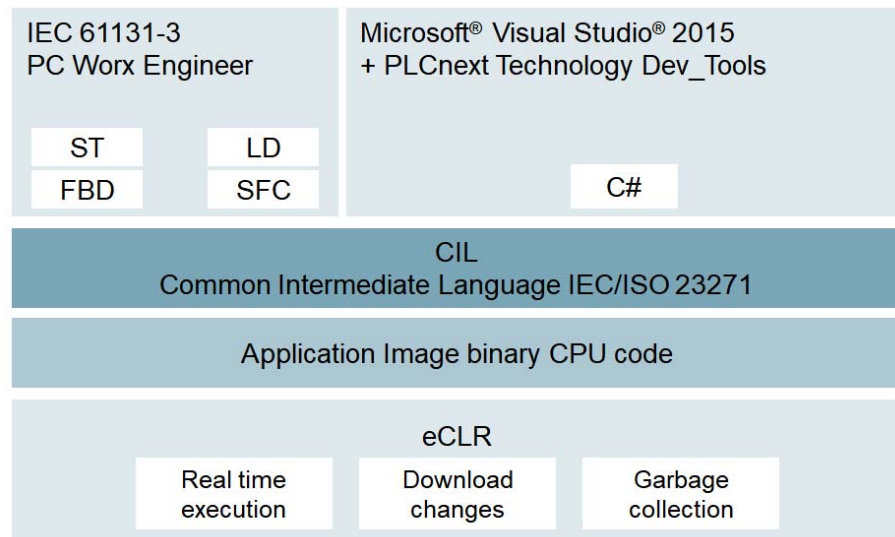 IEC 61131-3
PC Worx Engineer
ST
LD
FBD
SFC
Microsoft® Visual Studio® 2015
+ PLCnext Technology Dev_Tools
C#
CIL
Common Intermediate Language IEC/ISO 23271
Application Image binary CPU code
eCLR
Real time
execution
Download
changes
Garbage
collection